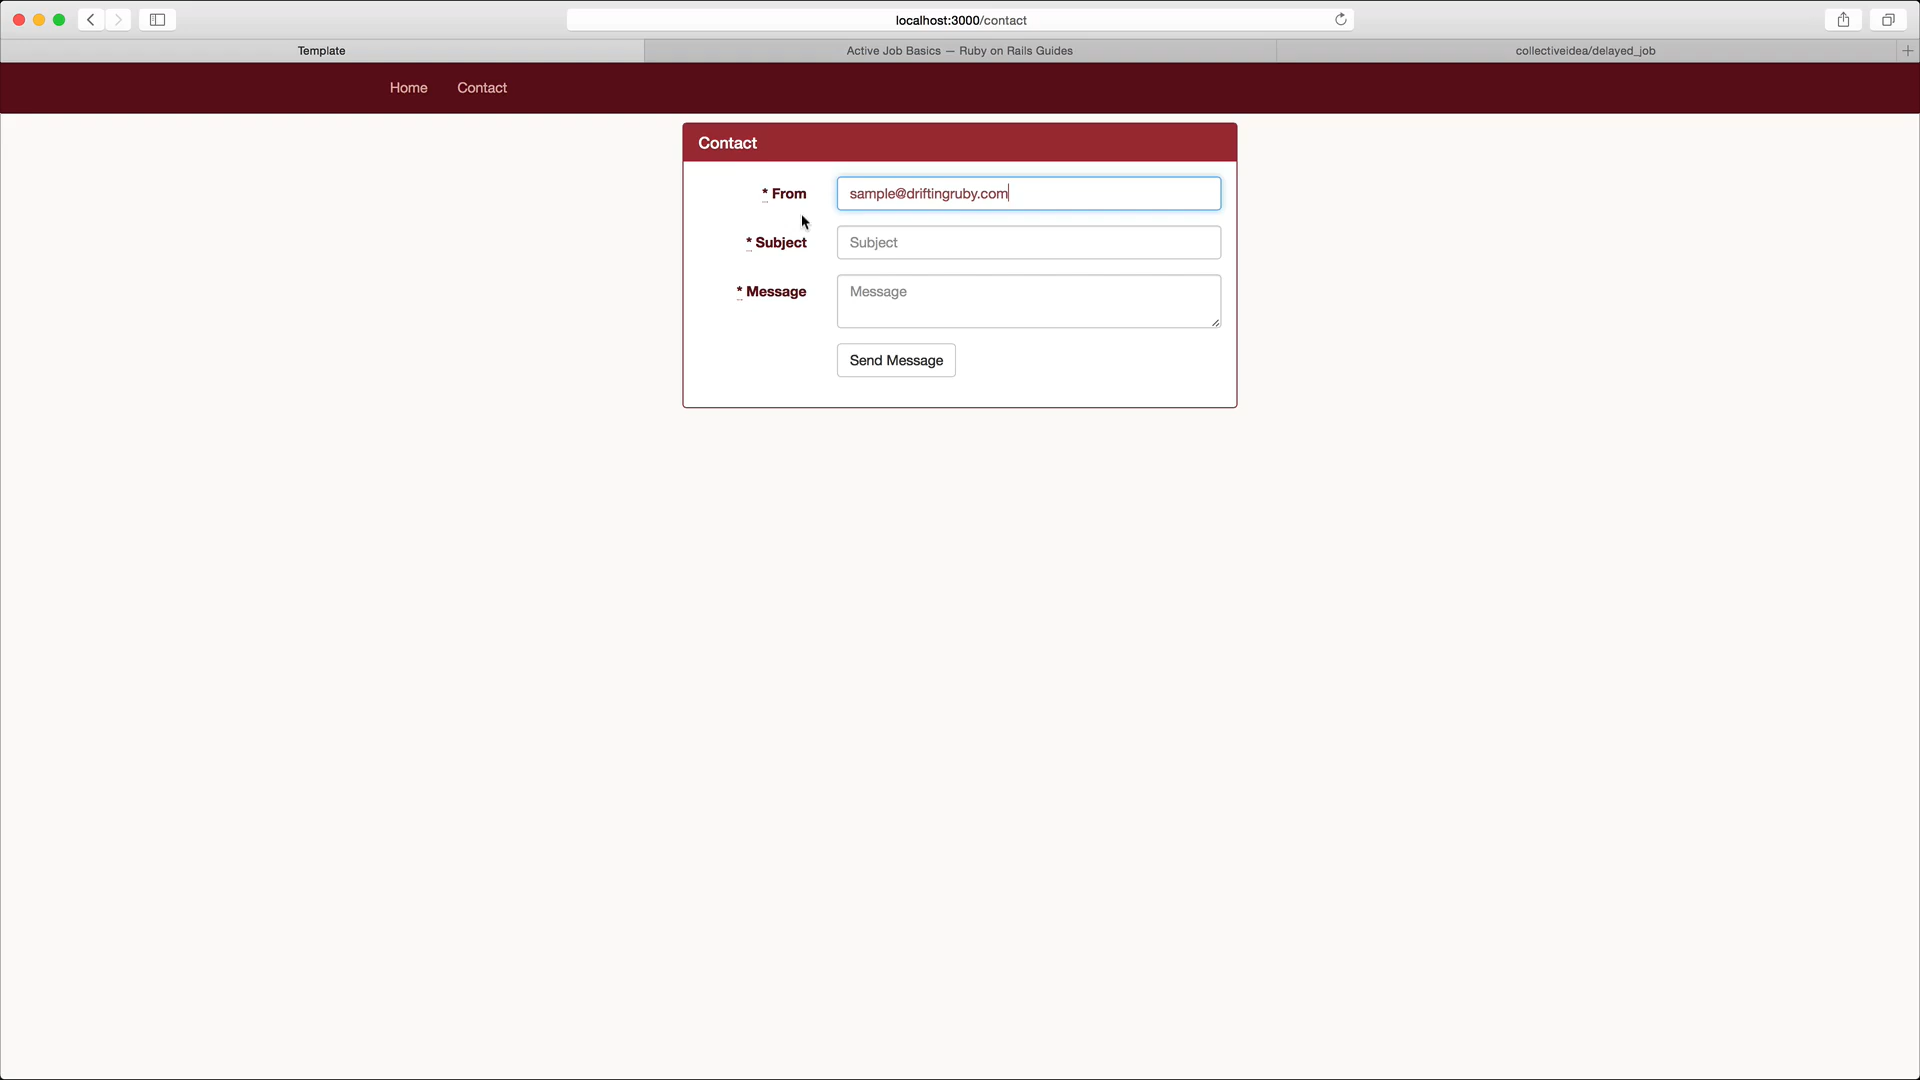 localhost:3000/contact
Template
Active Job Basics — Ruby on Rails Guides
collectiveidea/delayed_job
Home
Contact
Contact
* From
sample@driftingruby.com
* Subject
Subject
* Message
Message
Send Message